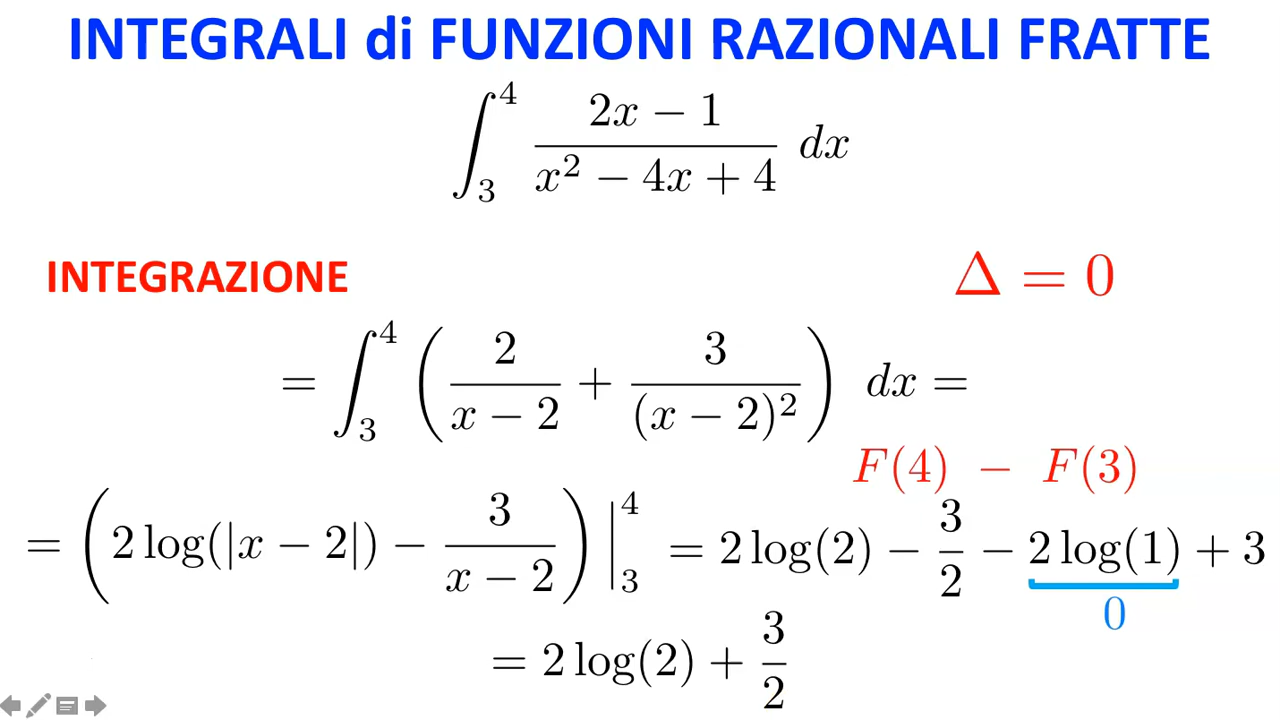 INTEGRALI di FUNZIONI RAZIONALI FRATTE
∫₃⁴ (2x − 1)/(x² − 4x + 4) dx
INTEGRAZIONE
Δ = 0
= ∫₃⁴ ( 2/(x − 2) + 3/(x − 2)² ) dx =
F(4) − F(3)
= ( 2 log(|x − 2|) − 3/(x − 2) ) |₃⁴ = 2 log(2) − 3/2 − 2 log(1) + 3
0
= 2 log(2) + 3/2